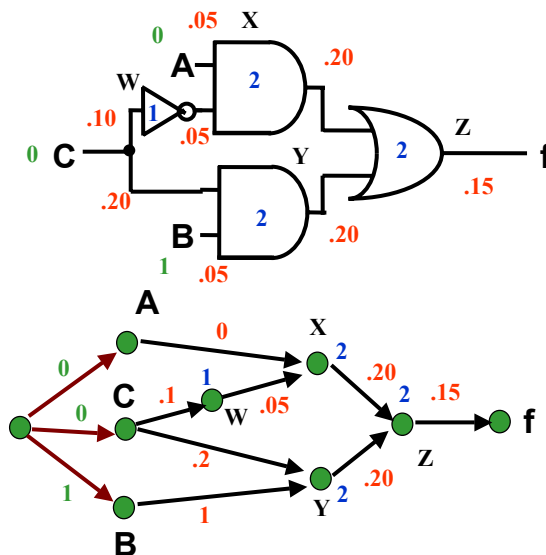 .05 X
0 .20
A 2
W
1 Z
.10 .05
0 C Y 2 f
.20 .15
B 2 .20
1 .05
A
0 X
0 2
1 .20
C 2 .15
0 .1 W .05 f
.2 Z
1 .20
1 Y 2
B